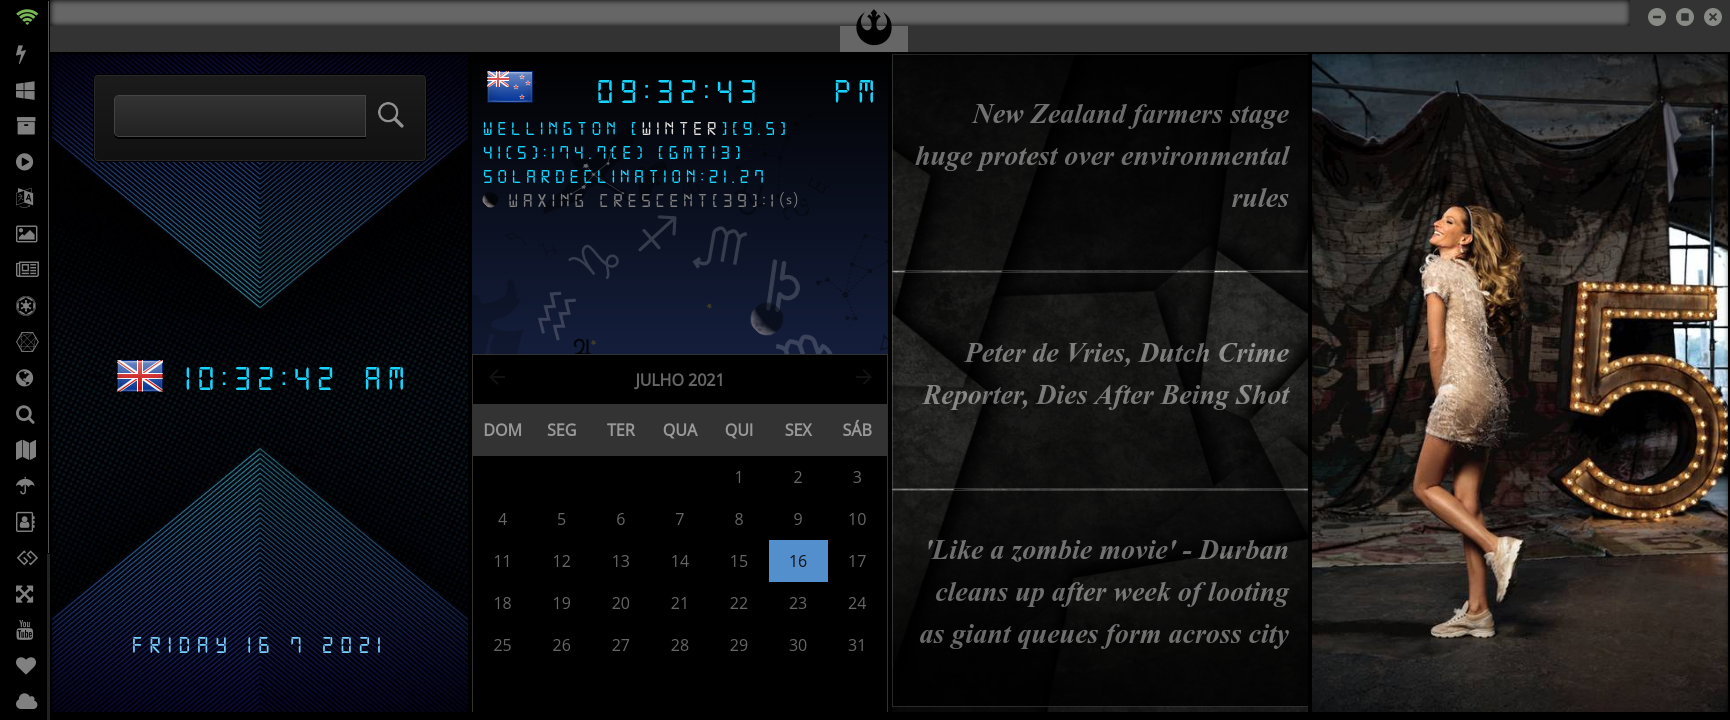 09:32:43 PM
WELLINGTON (WINTER)(9.5)
41(S):174.7(E) (GMT13)
SOLARDECLINATION:21.27
WAXING CRESCENT(39):1(s)
10:32:42 AM
FRIDAY 16 7 2021
JULHO 2021
DOM SEG TER QUA QUI SEX SÁB
1 2 3
4 5 6 7 8 9 10
11 12 13 14 15 16 17
18 19 20 21 22 23 24
25 26 27 28 29 30 31
New Zealand farmers stage
huge protest over environmental
rules
Peter de Vries, Dutch Crime
Reporter, Dies After Being Shot
'Like a zombie movie' - Durban
cleans up after week of looting
as giant queues form across city
5
You
Tube